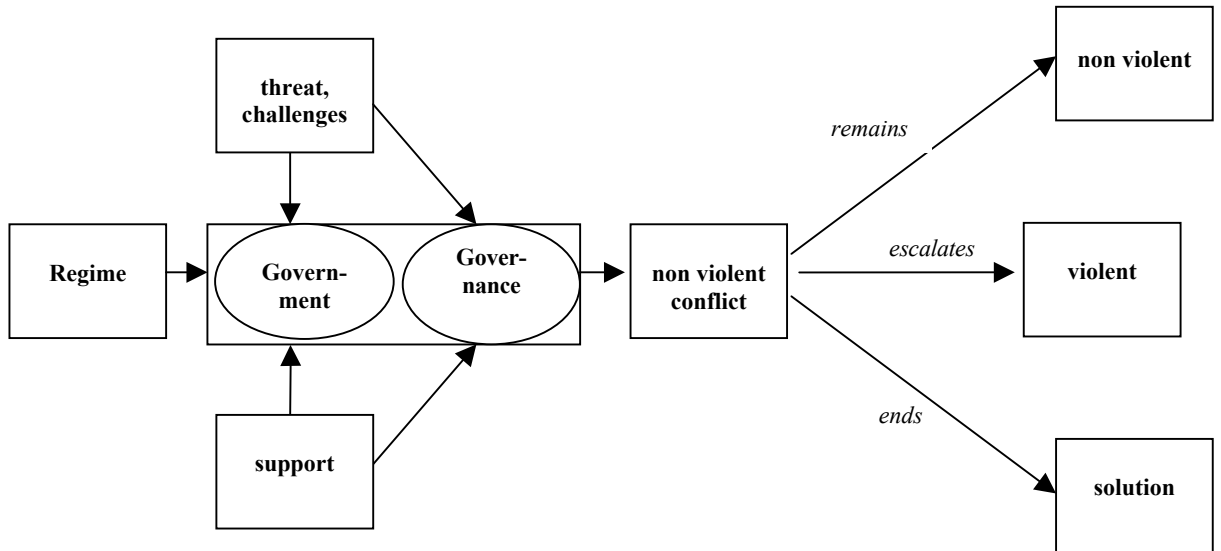 non violent
threat,
challenges
remains
Regime
Govern-
ment
Gover-
nance
non violent
conflict
escalates
violent
ends
support
solution